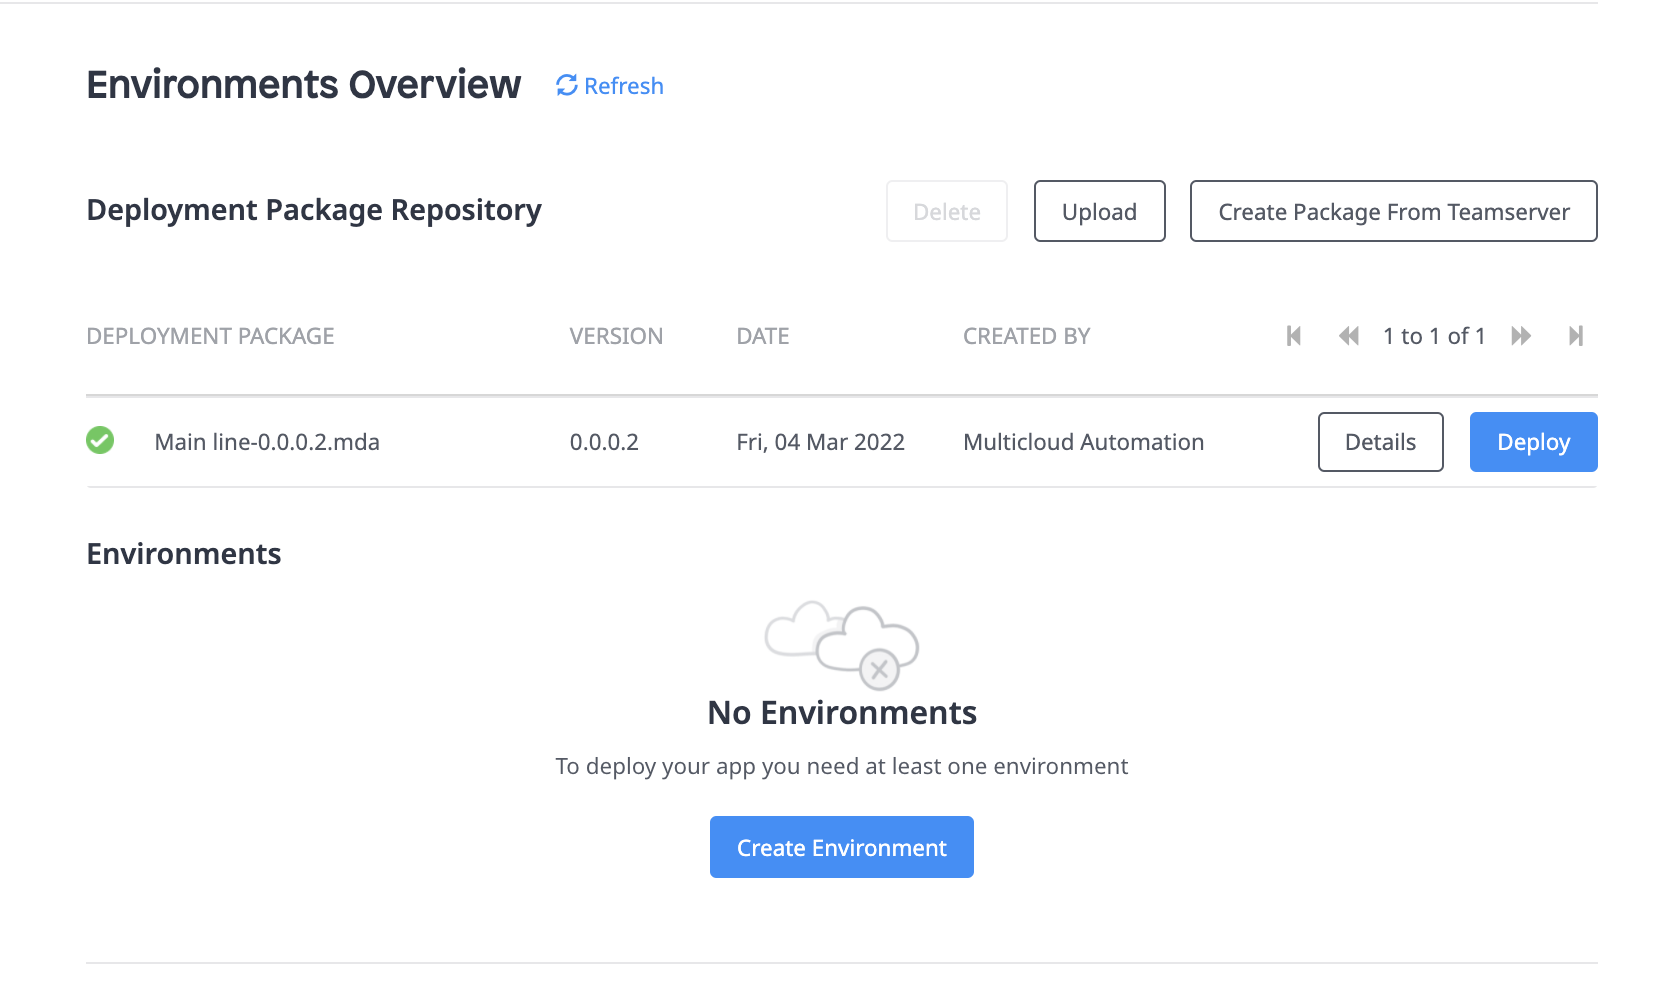 Environments Overview
Refresh
Deployment Package Repository
Delete
Upload
Create Package From Teamserver
DEPLOYMENT PACKAGE VERSION DATE CREATED BY 1 to 1 of 1
Main line-0.0.0.2.mda 0.0.0.2 Fri, 04 Mar 2022 Multicloud Automation Details Deploy
Environments
No Environments
To deploy your app you need at least one environment
Create Environment